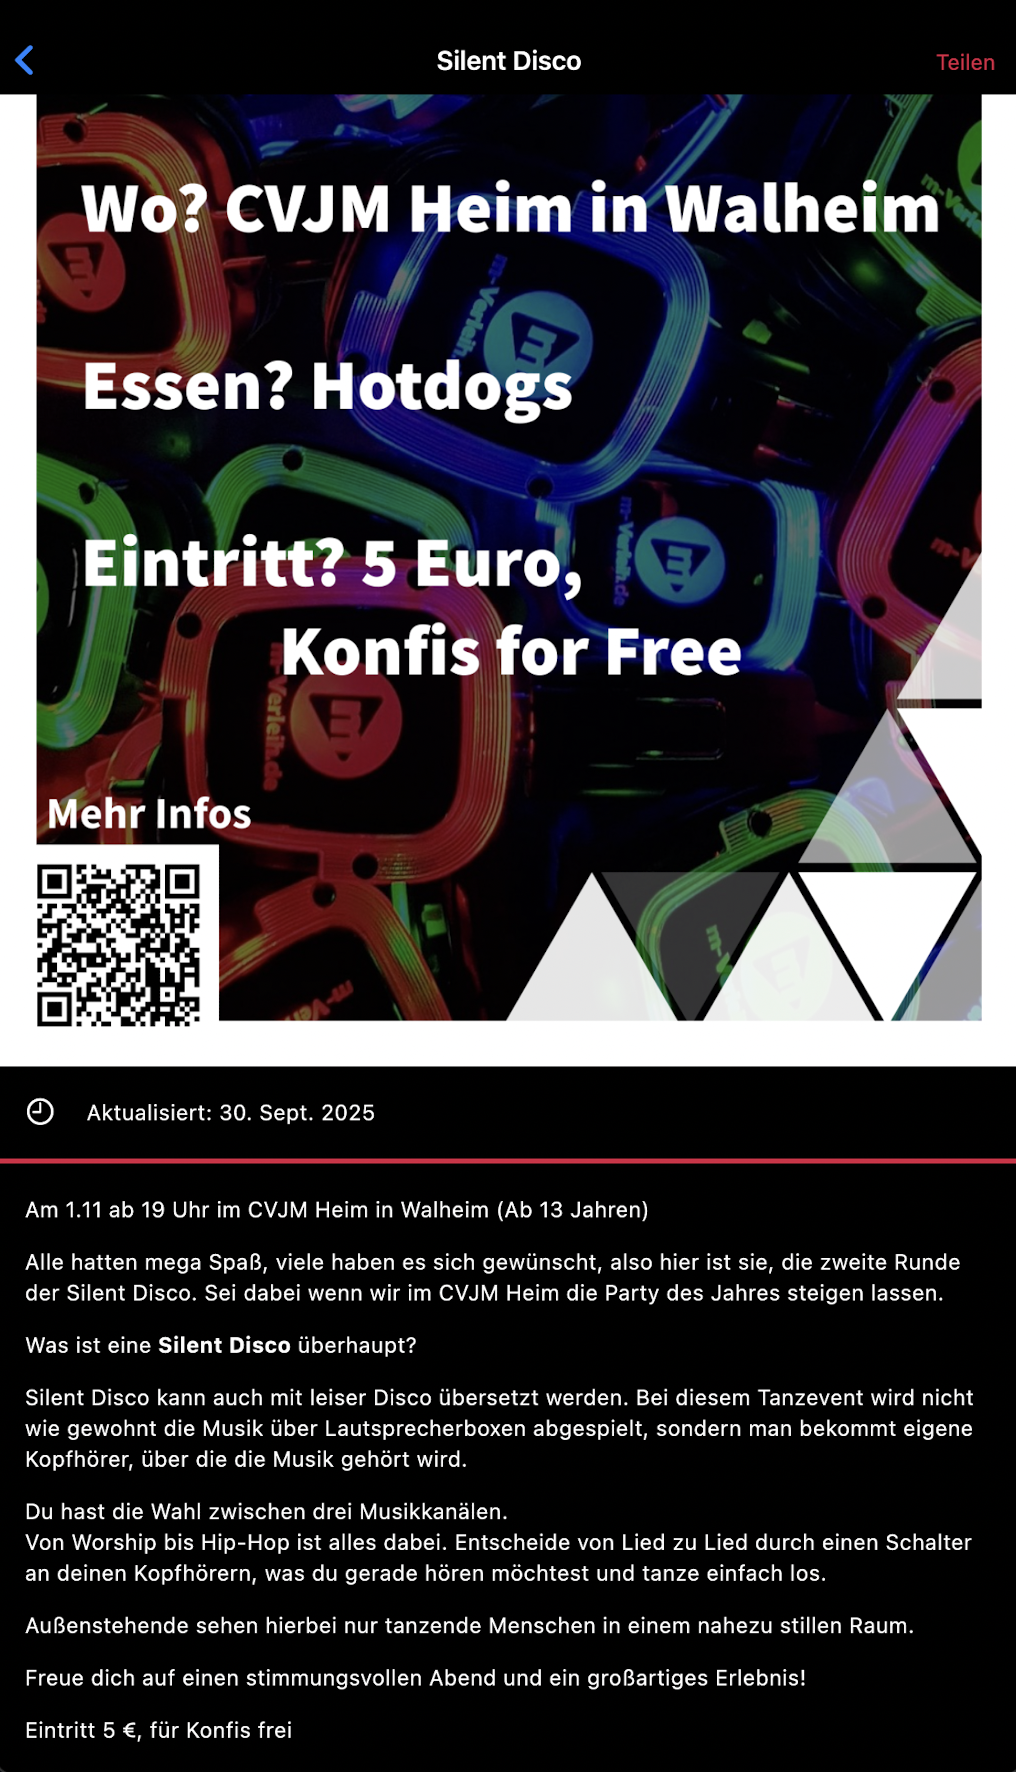 Silent Disco
Teilen
Wo? CVJM Heim in Walheim
m-Verleih.de
Essen? Hotdogs
m-Verleih.de
Eintritt? 5 Euro,
Konfis for Free
m-Verleih.de
Mehr Infos
Aktualisiert: 30. Sept. 2025
Am 1.11 ab 19 Uhr im CVJM Heim in Walheim (Ab 13 Jahren)
Alle hatten mega Spaß, viele haben es sich gewünscht, also hier ist sie, die zweite Runde
der Silent Disco. Sei dabei wenn wir im CVJM Heim die Party des Jahres steigen lassen.
Was ist eine Silent Disco überhaupt?
Silent Disco kann auch mit leiser Disco übersetzt werden. Bei diesem Tanzevent wird nicht
wie gewohnt die Musik über Lautsprecherboxen abgespielt, sondern man bekommt eigene
Kopfhörer, über die die Musik gehört wird.
Du hast die Wahl zwischen drei Musikkanälen.
Von Worship bis Hip-Hop ist alles dabei. Entscheide von Lied zu Lied durch einen Schalter
an deinen Kopfhörern, was du gerade hören möchtest und tanze einfach los.
Außenstehende sehen hierbei nur tanzende Menschen in einem nahezu stillen Raum.
Freue dich auf einen stimmungsvollen Abend und ein großartiges Erlebnis!
Eintritt 5 €, für Konfis frei